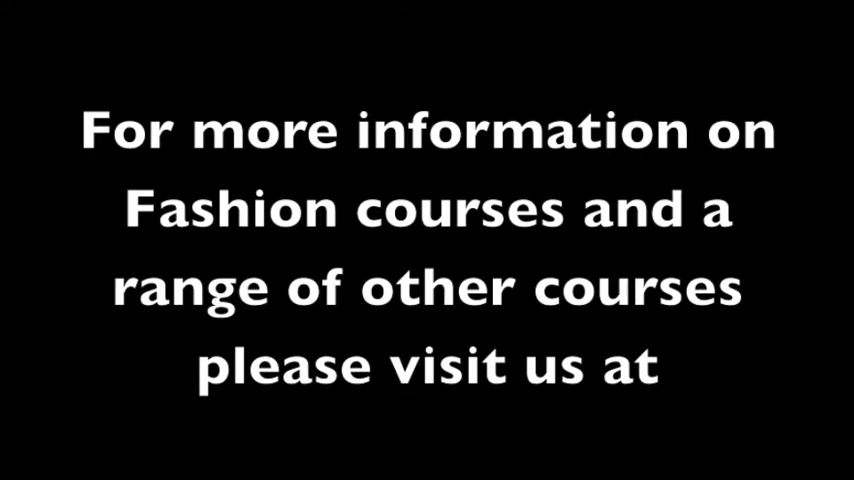 For more information on
Fashion courses and a
range of other courses
please visit us at